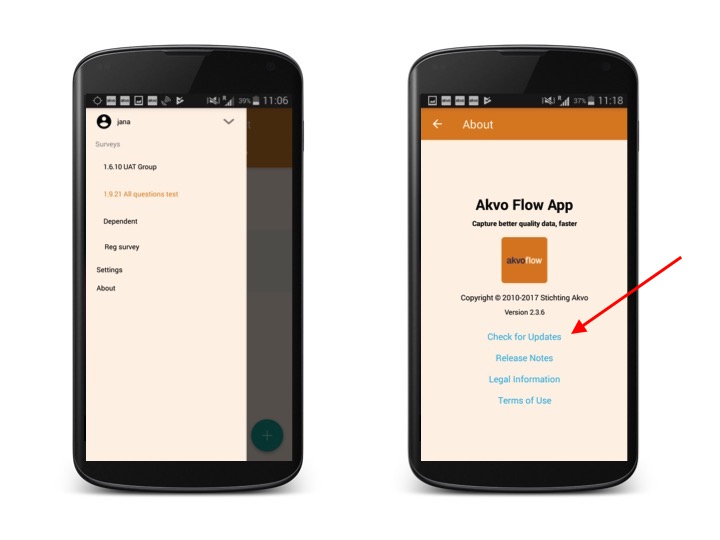 39% 11:06
jana
Surveys
1.6.10 UAT Group
1.9.21 All questions test
Dependent
Reg survey
Settings
About
37% 11:18
About
Akvo Flow App
Capture better quality data, faster
akvoflow
Copyright © 2010-2017 Stichting Akvo
Version 2.3.6
Check for Updates
Release Notes
Legal Information
Terms of Use